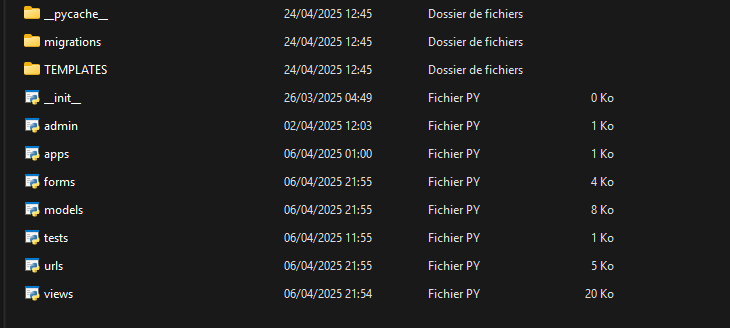 __pycache__ 24/04/2025 12:45 Dossier de fichiers
migrations 24/04/2025 12:45 Dossier de fichiers
TEMPLATES 24/04/2025 12:45 Dossier de fichiers
__init__ 26/03/2025 04:49 Fichier PY 0 Ko
admin 02/04/2025 12:03 Fichier PY 1 Ko
apps 06/04/2025 01:00 Fichier PY 1 Ko
forms 06/04/2025 21:55 Fichier PY 4 Ko
models 06/04/2025 21:55 Fichier PY 8 Ko
tests 06/04/2025 11:55 Fichier PY 1 Ko
urls 06/04/2025 21:55 Fichier PY 5 Ko
views 06/04/2025 21:54 Fichier PY 20 Ko